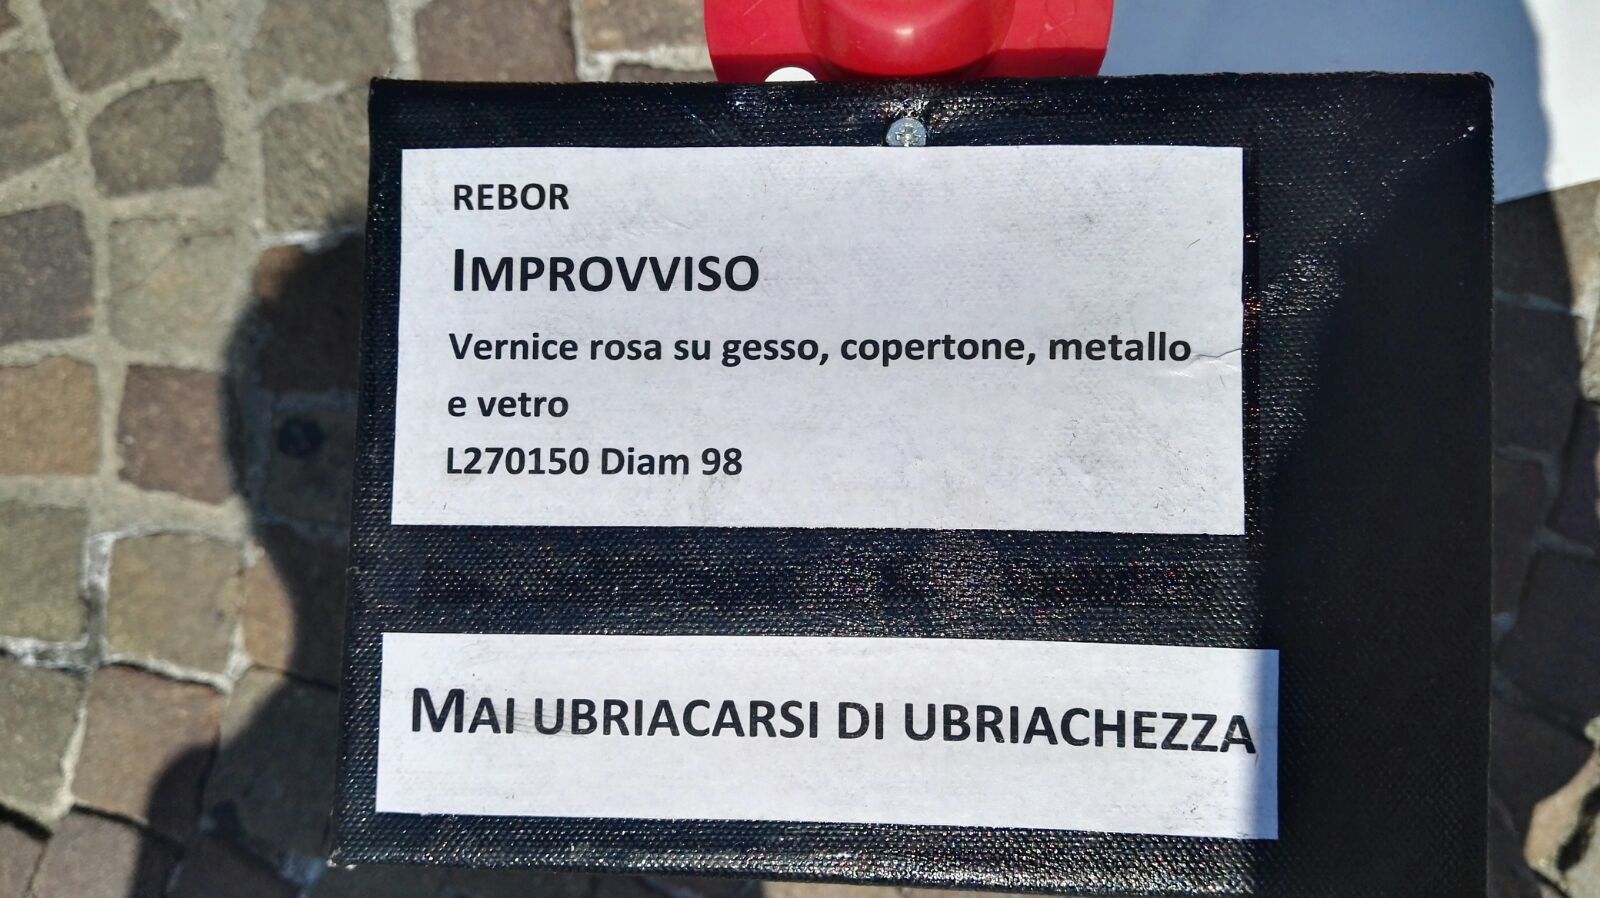 REBOR
IMPROVVISO
Vernice rosa su gesso, copertone, metallo
e vetro
L270150 Diam 98
MAI UBRIACARSI DI UBRIACHEZZA